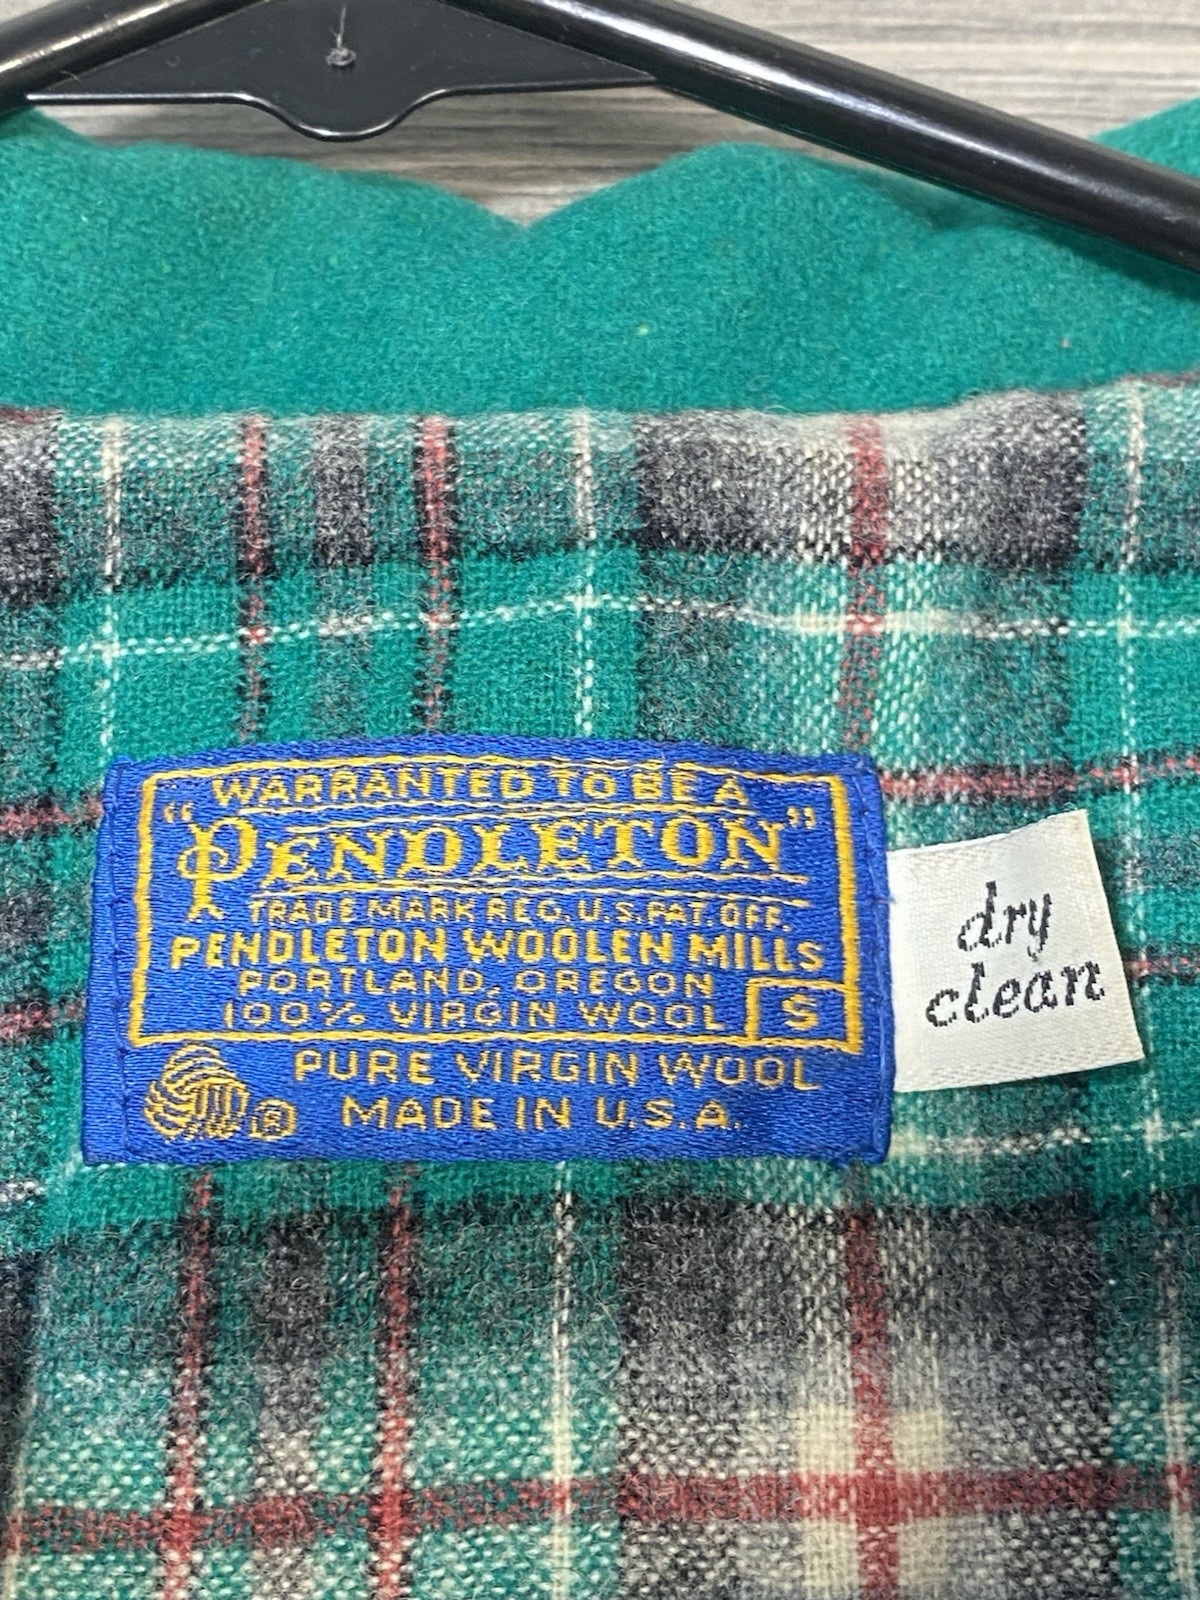 WARRANTED TO BE A
"PENDLETON"
TRADE MARK REG. U.S. PAT. OFF.
PENDLETON WOOLEN MILLS
PORTLAND, OREGON
100% VIRGIN WOOL S
PURE VIRGIN WOOL
® MADE IN U.S.A.
dry
clean